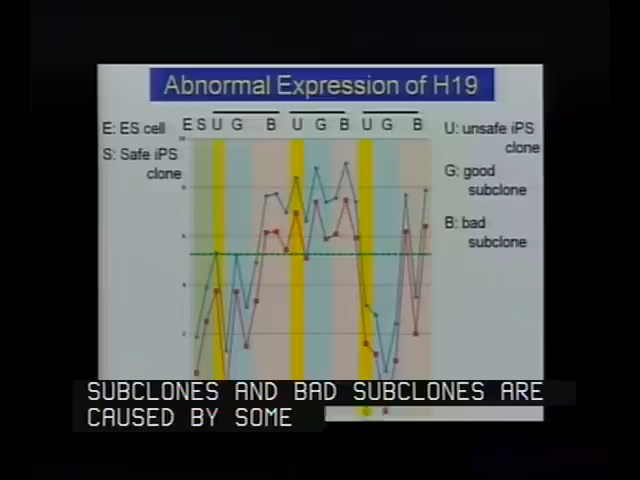 Abnormal Expression of H19
E: ES cell
S: Safe iPS
clone
E S U G B U G B U G B
U: unsafe iPS
clone
G: good
subclone
B: bad
subclone
SUBCLONES AND BAD SUBCLONES ARE
CAUSED BY SOME